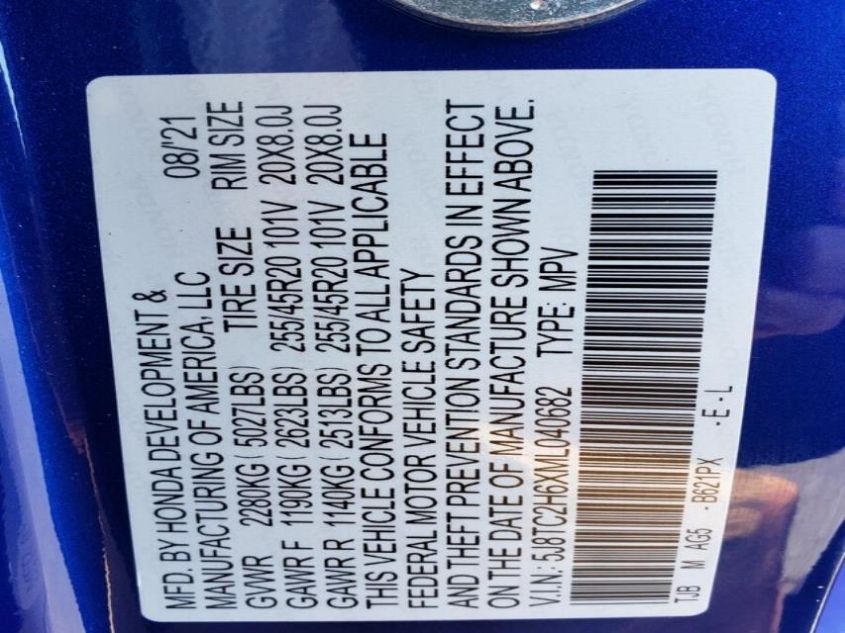 MFD. BY HONDA DEVELOPMENT &
MANUFACTURING OF AMERICA, LLC 08/'21
GVWR 2280KG ( 5027LBS) TIRE SIZE RIM SIZE
GAWR F 1190KG ( 2623LBS) 255/45R20 101V 20X8.0J
GAWR R 1140KG ( 2513LBS) 255/45R20 101V 20X8.0J
THIS VEHICLE CONFORMS TO ALL APPLICABLE
FEDERAL MOTOR VEHICLE SAFETY
AND THEFT PREVENTION STANDARDS IN EFFECT
ON THE DATE OF MANUFACTURE SHOWN ABOVE.
V.I.N: 5J8TC2H6XML040682 TYPE: MPV
TJB M AG5 - B621PX - E - L